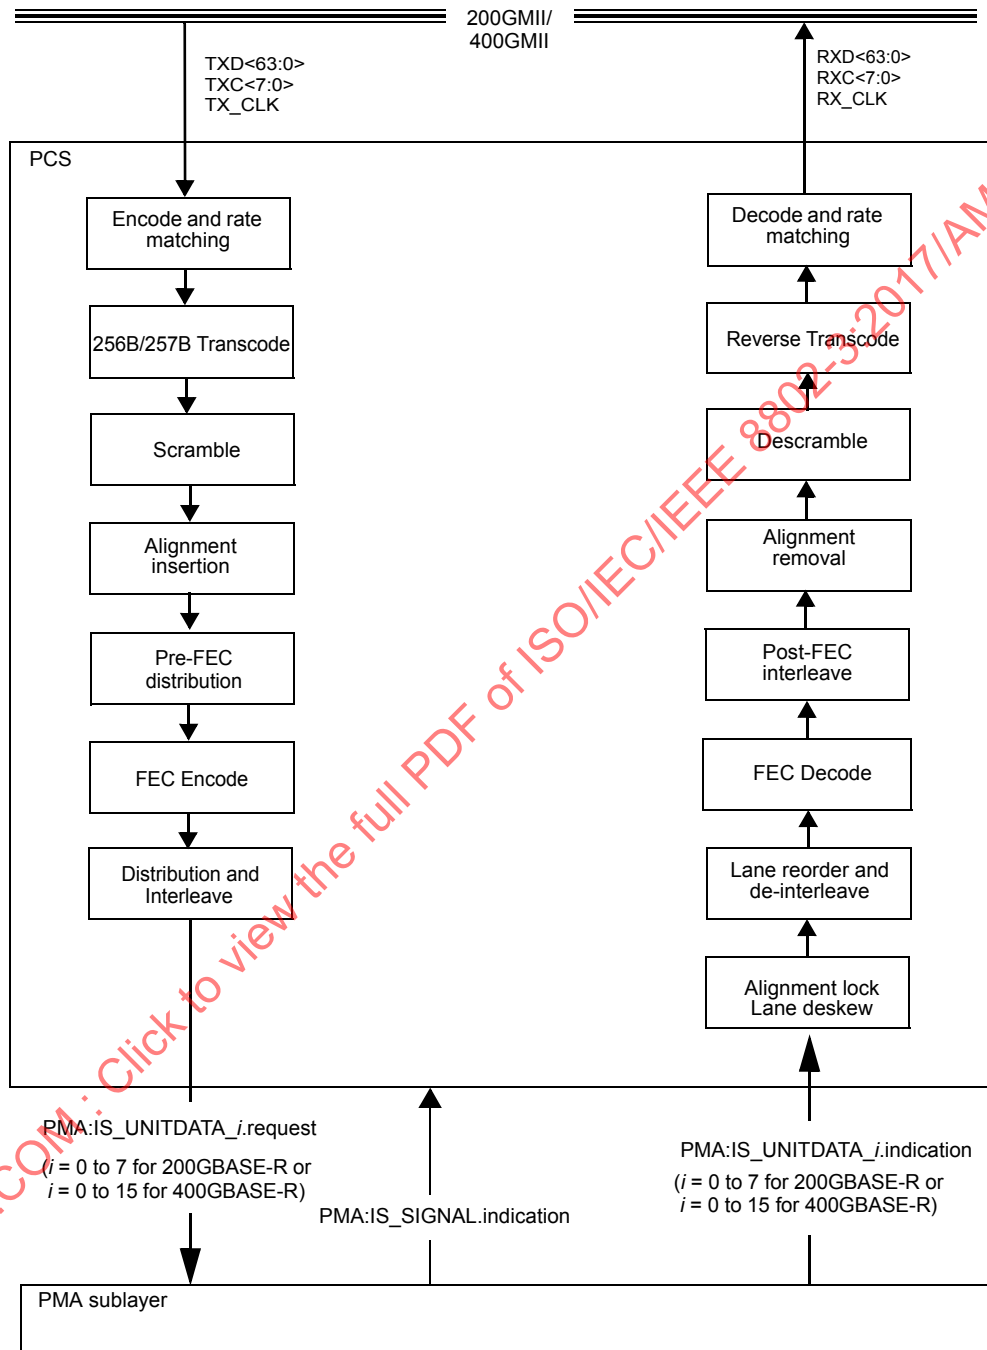 200GMII/
400GMII
TXD<63:0>
TXC<7:0>
TX_CLK
RXD<63:0>
RXC<7:0>
RX_CLK
PCS
Encode and rate
matching
256B/257B Transcode
Scramble
Alignment
insertion
Pre-FEC
distribution
FEC Encode
Distribution and
Interleave
Decode and rate
matching
Reverse Transcode
Descramble
Alignment
removal
Post-FEC
interleave
FEC Decode
Lane reorder and
de-interleave
Alignment lock
Lane deskew
PMA:IS_UNITDATA_i.request
(i = 0 to 7 for 200GBASE-R or
i = 0 to 15 for 400GBASE-R)
PMA:IS_SIGNAL.indication
PMA:IS_UNITDATA_i.indication
(i = 0 to 7 for 200GBASE-R or
i = 0 to 15 for 400GBASE-R)
PMA sublayer
.COM : Click to view the full PDF of ISO/IEC/IEEE 8802-3:2017/AM